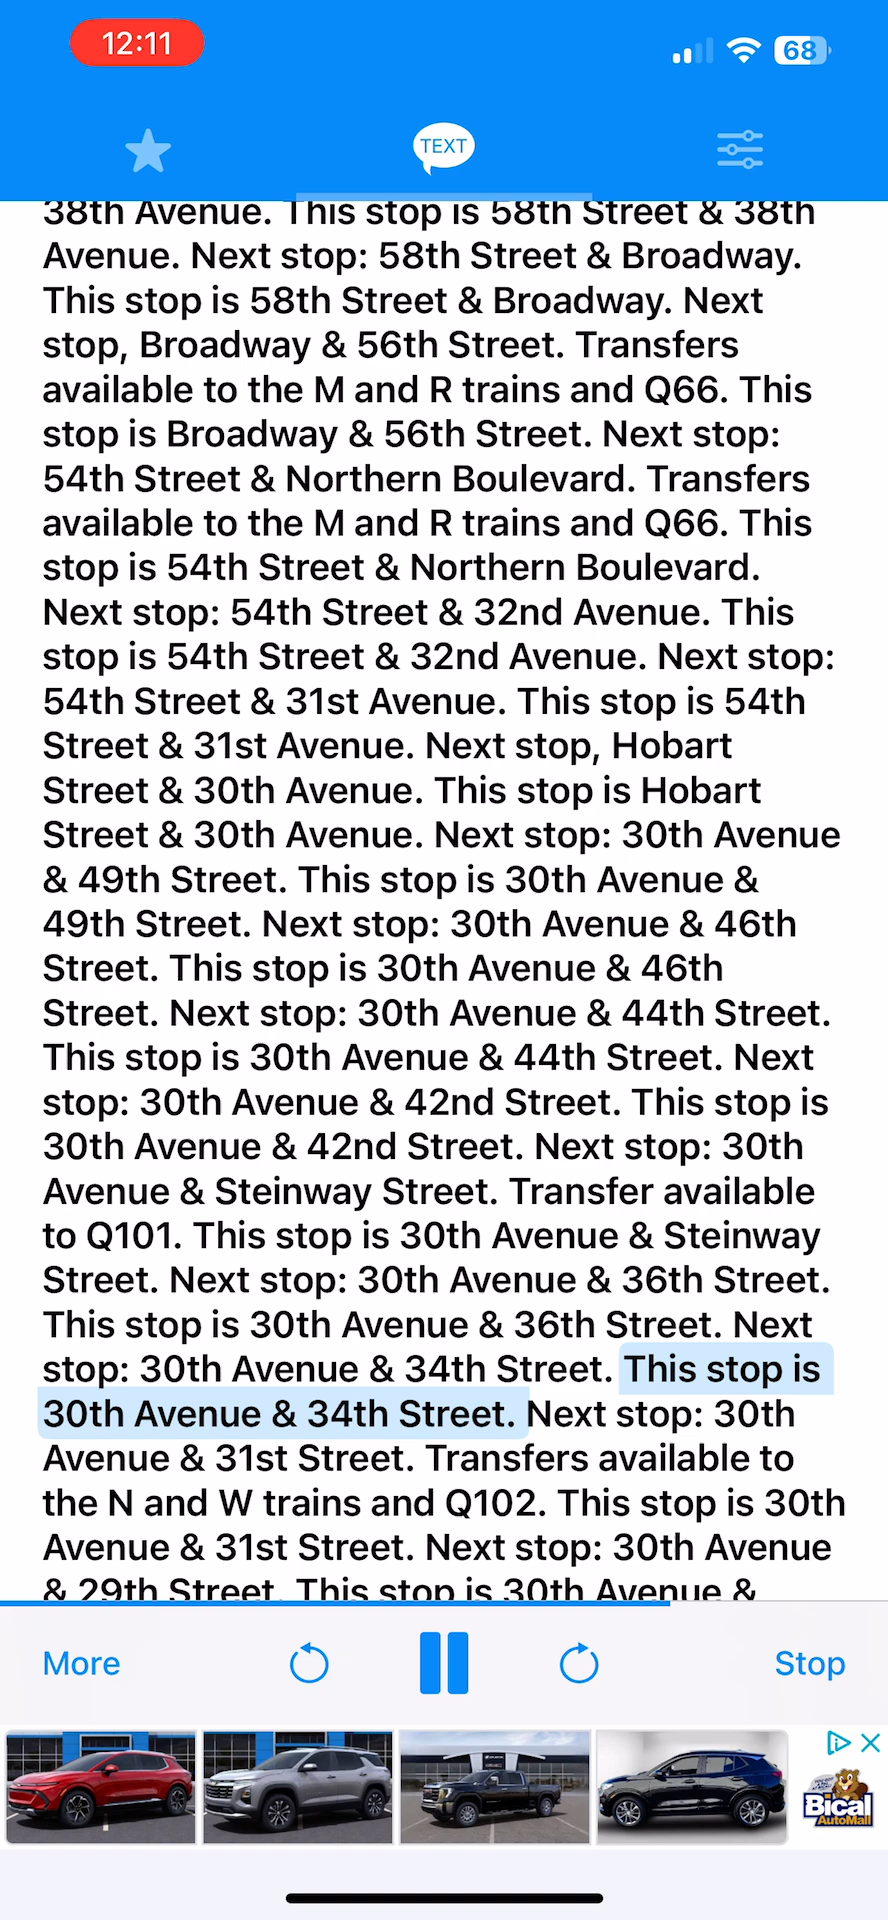 12:11
68
TEXT
38th Avenue. This stop is 58th Street & 38th
Avenue. Next stop: 58th Street & Broadway.
This stop is 58th Street & Broadway. Next
stop, Broadway & 56th Street. Transfers
available to the M and R trains and Q66. This
stop is Broadway & 56th Street. Next stop:
54th Street & Northern Boulevard. Transfers
available to the M and R trains and Q66. This
stop is 54th Street & Northern Boulevard.
Next stop: 54th Street & 32nd Avenue. This
stop is 54th Street & 32nd Avenue. Next stop:
54th Street & 31st Avenue. This stop is 54th
Street & 31st Avenue. Next stop, Hobart
Street & 30th Avenue. This stop is Hobart
Street & 30th Avenue. Next stop: 30th Avenue
& 49th Street. This stop is 30th Avenue &
49th Street. Next stop: 30th Avenue & 46th
Street. This stop is 30th Avenue & 46th
Street. Next stop: 30th Avenue & 44th Street.
This stop is 30th Avenue & 44th Street. Next
stop: 30th Avenue & 42nd Street. This stop is
30th Avenue & 42nd Street. Next stop: 30th
Avenue & Steinway Street. Transfer available
to Q101. This stop is 30th Avenue & Steinway
Street. Next stop: 30th Avenue & 36th Street.
This stop is 30th Avenue & 36th Street. Next
stop: 30th Avenue & 34th Street. This stop is
30th Avenue & 34th Street. Next stop: 30th
Avenue & 31st Street. Transfers available to
the N and W trains and Q102. This stop is 30th
Avenue & 31st Street. Next stop: 30th Avenue
& 29th Street. This stop is 30th Avenue &
More
Stop
Bical
AutoMall